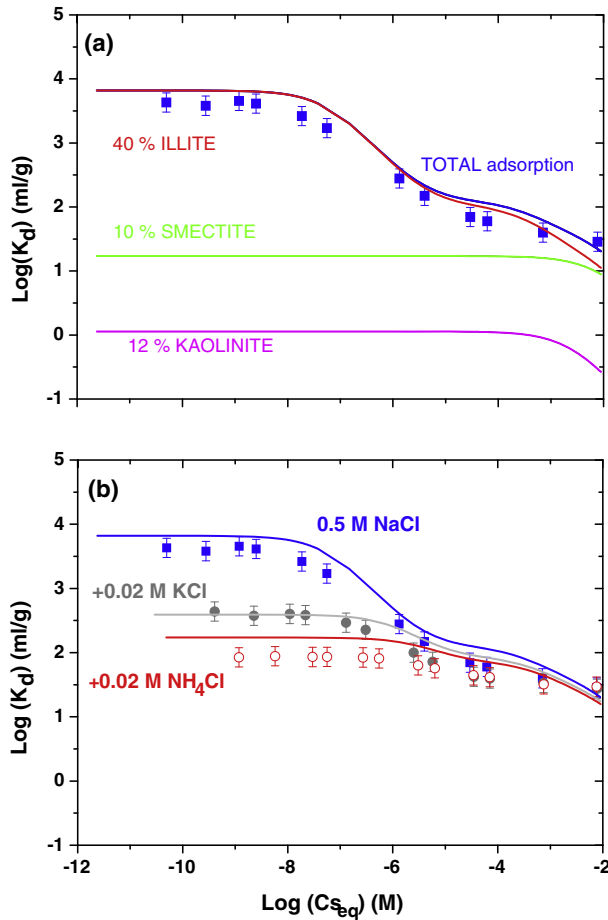 (a)
5
4
3
2
1
0
-1
Log(Kd) (ml/g)
40 % ILLITE
TOTAL adsorption
10 % SMECTITE
12 % KAOLINITE
(b)
5
4
3
2
1
0
-1
Log (Kd) (ml/g)
0.5 M NaCl
+0.02 M KCl
+0.02 M NH4Cl
-12 -10 -8 -6 -4 -2
Log (Cseq) (M)